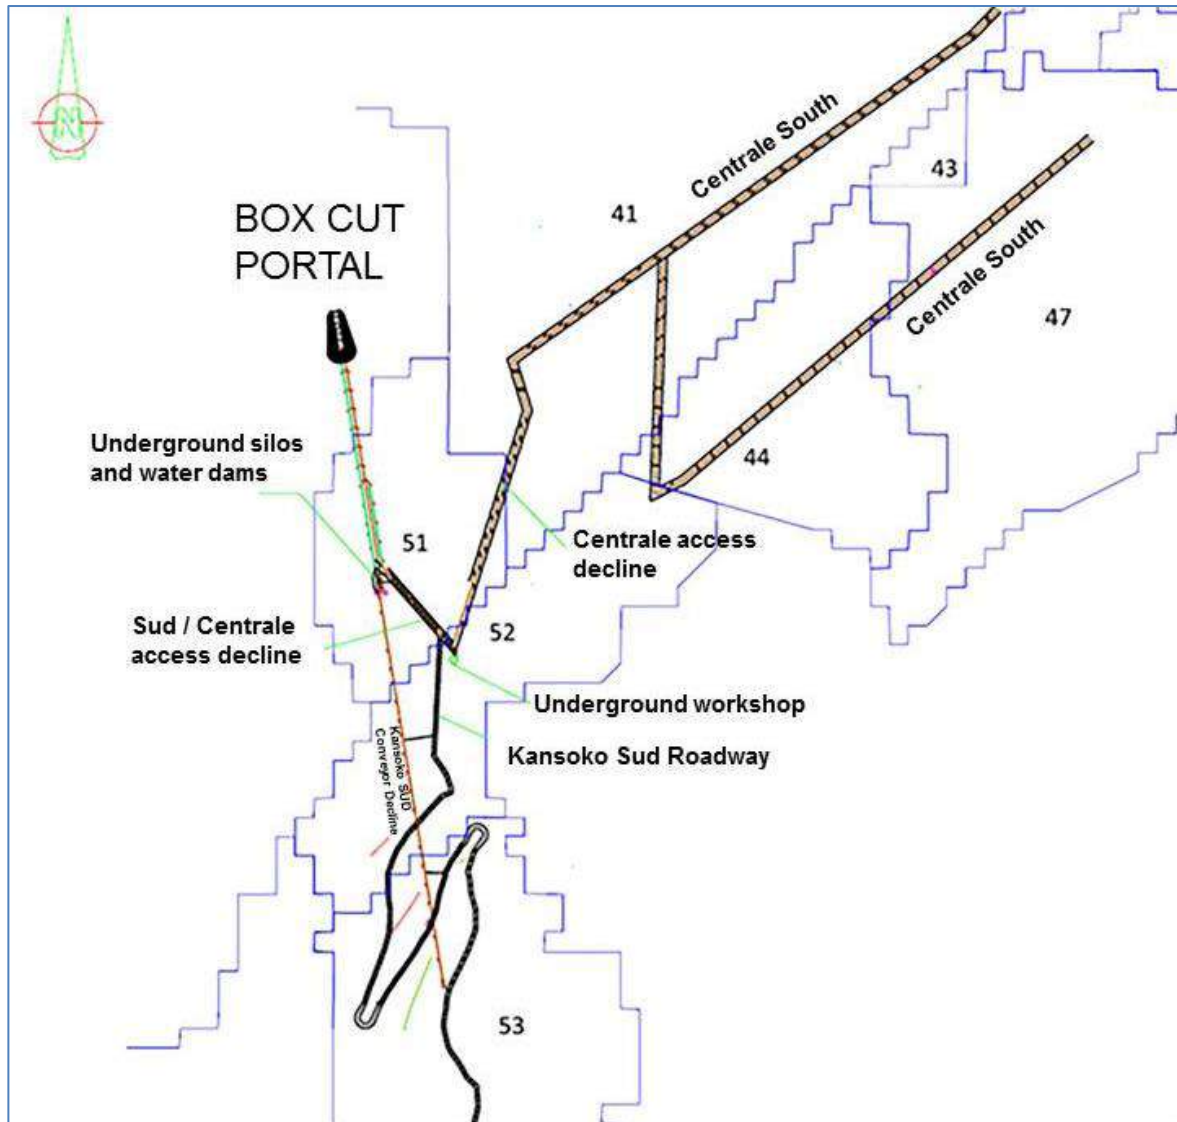 N
Centrale South
43
41
BOX CUT
PORTAL
Centrale South
47
Underground silos
and water dams
44
51
Centrale access
decline
52
Sud / Centrale
access decline
Underground workshop
Kansoko Sud Roadway
Kansoko SUD
Conveyor Decline
53